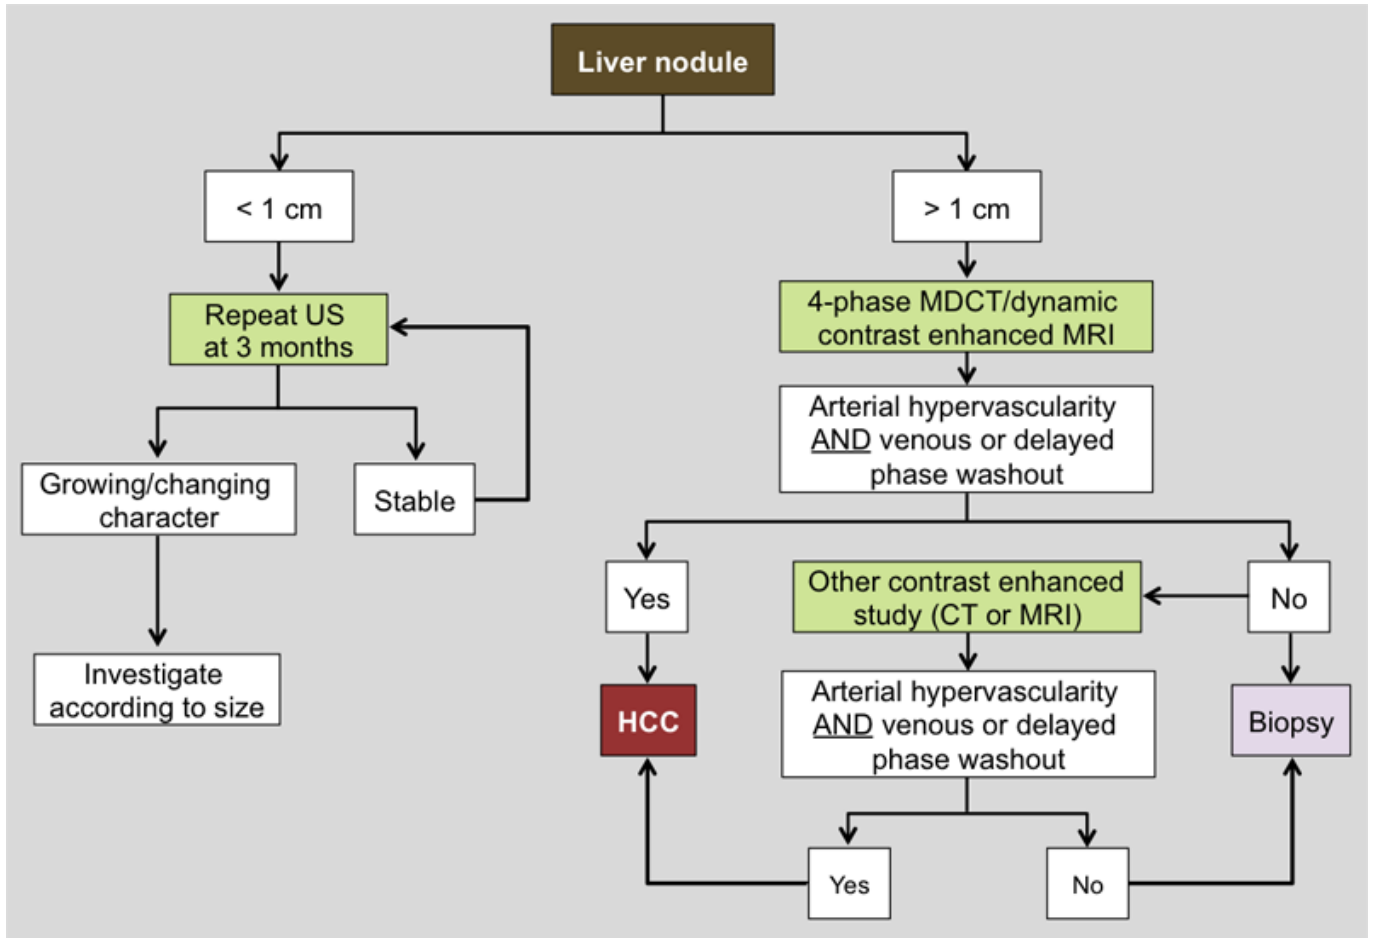 Liver nodule
< 1 cm
> 1 cm
Repeat US
at 3 months
4-phase MDCT/dynamic
contrast enhanced MRI
Arterial hypervascularity
AND venous or delayed
phase washout
Growing/changing
character
Stable
Yes
Other contrast enhanced
study (CT or MRI)
No
Investigate
according to size
HCC
Arterial hypervascularity
AND venous or delayed
phase washout
Biopsy
Yes
No